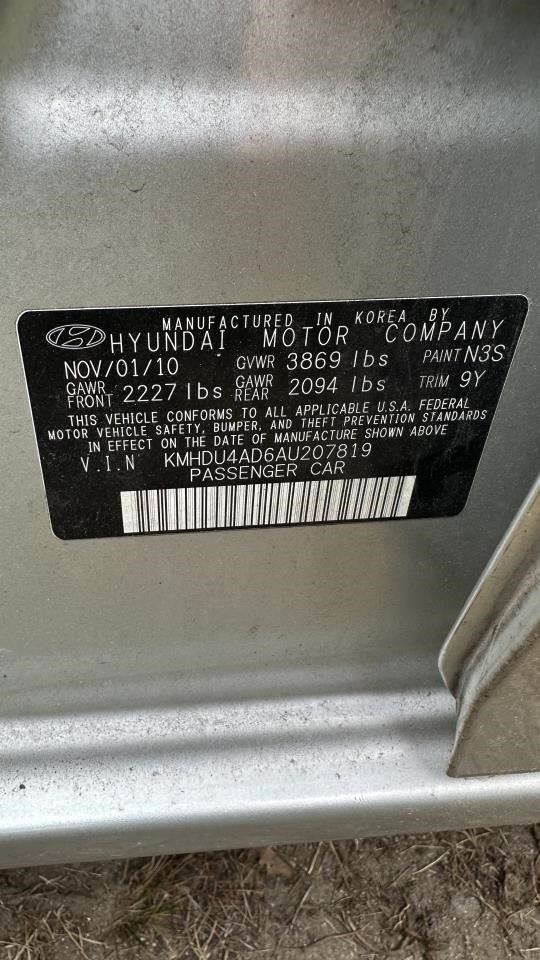 MANUFACTURED IN KOREA BY
HYUNDAI MOTOR COMPANY
NOV/01/10 GVWR 3869 lbs PAINT N3S
GAWR FRONT 2227 lbs GAWR REAR 2094 lbs TRIM 9Y
THIS VEHICLE CONFORMS TO ALL APPLICABLE U.S.A. FEDERAL
MOTOR VEHICLE SAFETY, BUMPER, AND THEFT PREVENTION STANDARDS
IN EFFECT ON THE DATE OF MANUFACTURE SHOWN ABOVE
V.I.N KMHDU4AD6AU207819
PASSENGER CAR